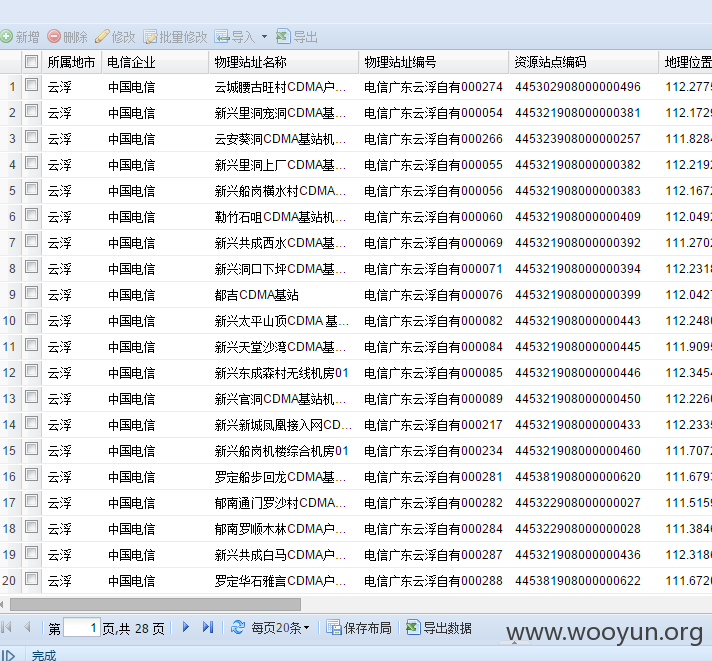 新增 删除 修改 批量修改 导入 导出
所属地市 电信企业 物理站址名称 物理站址编号 资源站点编码 地理位置
1 云浮 中国电信 云城腰古旺村CDMA户... 电信广东云浮自有000274 445302908000000496 112.2775
2 云浮 中国电信 新兴里洞宠洞CDMA基... 电信广东云浮自有000054 445321908000000381 112.1729
3 云浮 中国电信 云安葵洞CDMA基站机... 电信广东云浮自有000266 445323908000000257 111.8284
4 云浮 中国电信 新兴里洞上厂CDMA基... 电信广东云浮自有000055 445321908000000382 112.2192
5 云浮 中国电信 新兴船岗横水村CDMA... 电信广东云浮自有000056 445321908000000383 112.1672
6 云浮 中国电信 勒竹石咀CDMA基站机... 电信广东云浮自有000060 445321908000000409 112.0492
7 云浮 中国电信 新兴共成西水CDMA基... 电信广东云浮自有000069 445321908000000392 111.2702
8 云浮 中国电信 新兴洞口下坪CDMA基... 电信广东云浮自有000071 445321908000000394 112.2318
9 云浮 中国电信 都吉CDMA基站 电信广东云浮自有000076 445321908000000399 112.0427
10 云浮 中国电信 新兴太平山顶CDMA 基... 电信广东云浮自有000082 445321908000000443 112.2480
11 云浮 中国电信 新兴天堂沙湾CDMA基... 电信广东云浮自有000084 445321908000000445 111.9095
12 云浮 中国电信 新兴东成森村无线机房01 电信广东云浮自有000085 445321908000000446 112.3454
13 云浮 中国电信 新兴官洞CDMA基站机... 电信广东云浮自有000089 445321908000000450 112.2260
14 云浮 中国电信 新兴新城凤凰接入网CD... 电信广东云浮自有000217 445321908000000433 112.2335
15 云浮 中国电信 新兴船岗机楼综合机房01 电信广东云浮自有000234 445321908000000460 111.7072
16 云浮 中国电信 罗定船步回龙CDMA基... 电信广东云浮自有000281 445381908000000620 111.6793
17 云浮 中国电信 郁南通门罗沙村CDMA... 电信广东云浮自有000282 445322908000000027 111.5159
18 云浮 中国电信 郁南罗顺木林CDMA户... 电信广东云浮自有000284 445322908000000028 111.3846
19 云浮 中国电信 新兴共成白马CDMA户... 电信广东云浮自有000287 445321908000000436 112.3186
20 云浮 中国电信 罗定华石雅言CDMA户... 电信广东云浮自有000288 445381908000000622 111.6720
第 1 页,共 28 页 每页20条 保存布局 导出数据
www.wooyun.org
完成